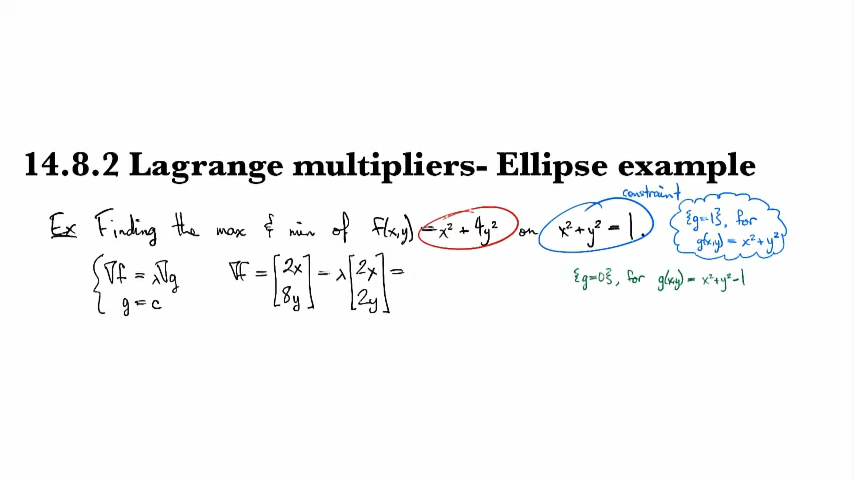 14.8.2 Lagrange multipliers- Ellipse example
constraint
Ex Finding the max & min of f(x,y) = x² + 4y² on x² + y² = 1.
{g=1}, for
g(x,y) = x²+y²
{∇f = λ∇g
g = c
∇f = [2x 8y] = λ [2x 2y] =
{g=0}, for g(x,y) = x²+y²-1